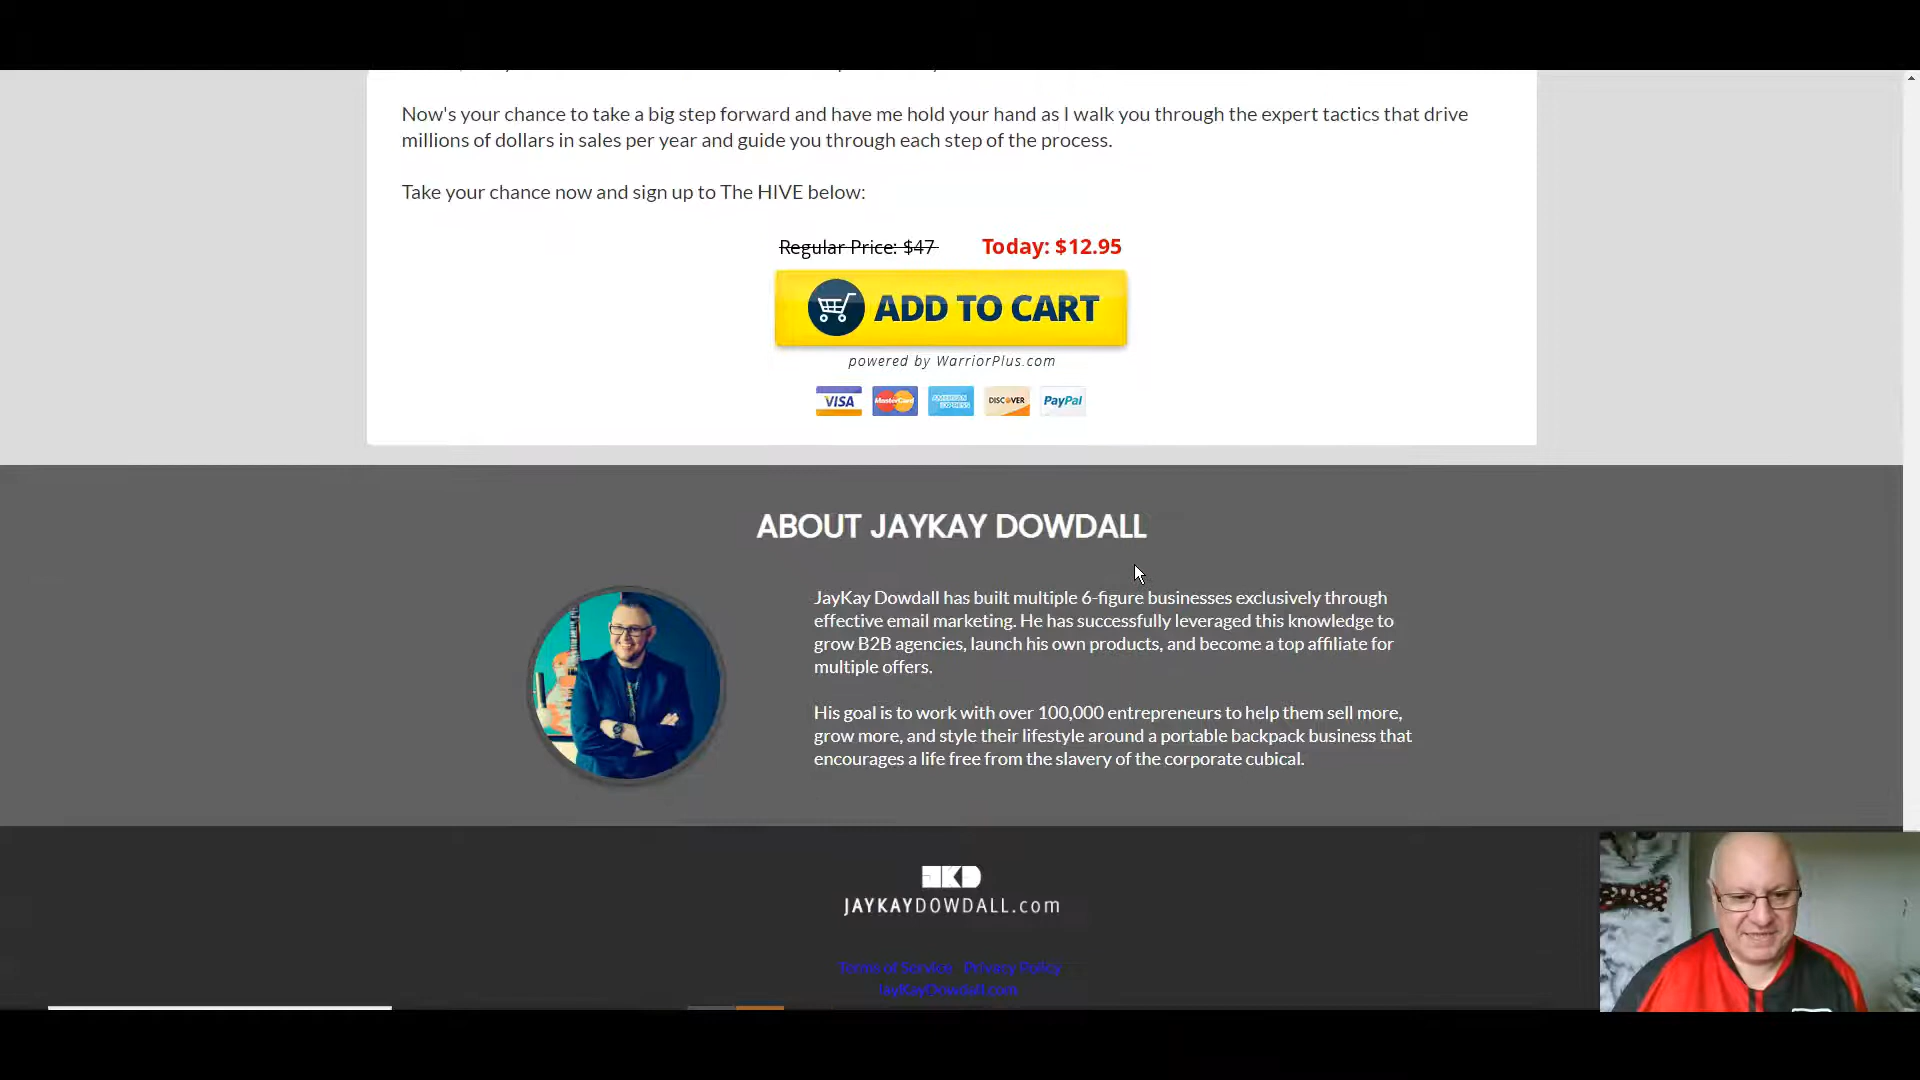 Now's your chance to take a big step forward and have me hold your hand as I walk you through the expert tactics that drive
millions of dollars in sales per year and guide you through each step of the process.
Take your chance now and sign up to The HIVE below:
Regular Price: $47 Today: $12.95
ADD TO CART
powered by WarriorPlus.com
VISA MasterCard AMERICAN EXPRESS DISCOVER PayPal
ABOUT JAYKAY DOWDALL
JayKay Dowdall has built multiple 6-figure businesses exclusively through
effective email marketing. He has successfully leveraged this knowledge to
grow B2B agencies, launch his own products, and become a top affiliate for
multiple offers.
His goal is to work with over 100,000 entrepreneurs to help them sell more,
grow more, and style their lifestyle around a portable backpack business that
encourages a life free from the slavery of the corporate cubical.
JKD
JAYKAYDOWDALL.com
Terms of Service Privacy Policy
JayKayDowdall.com